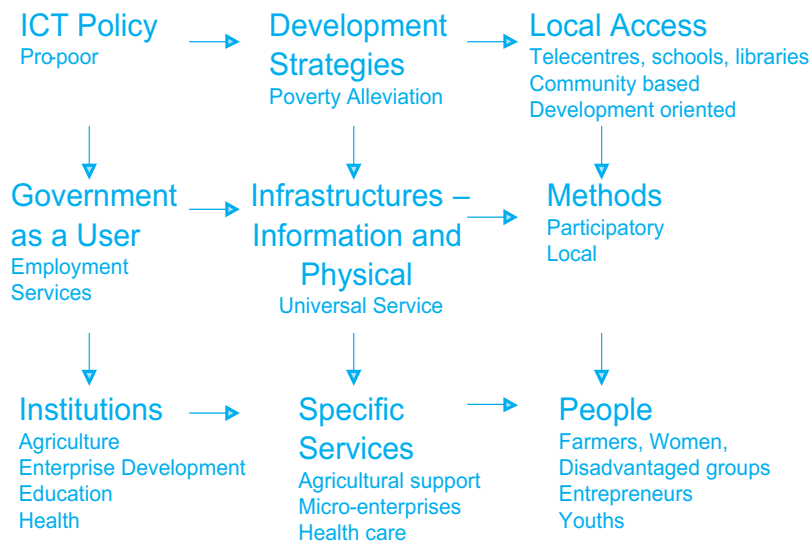 ICT Policy
Pro-poor
Development
Strategies
Poverty Alleviation
Local Access
Telecentres, schools, libraries
Community based
Development oriented
Government
as a User
Employment
Services
Infrastructures –
Information and
Physical
Universal Service
Methods
Participatory
Local
Institutions
Agriculture
Enterprise Development
Education
Health
Specific
Services
Agricultural support
Micro-enterprises
Health care
People
Farmers, Women,
Disadvantaged groups
Entrepreneurs
Youths